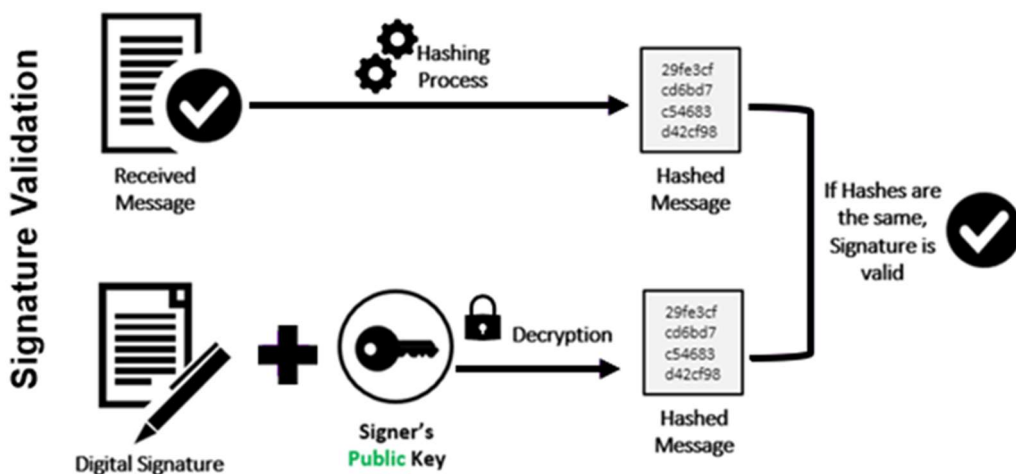 Signature Validation
Hashing
Process
29fe3cf
cd6bd7
c54683
d42cf98
Received
Message
Hashed
Message
If Hashes are
the same,
Signature is
valid
Decryption
29fe3cf
cd6bd7
c54683
d42cf98
Digital Signature
Signer's
Public Key
Hashed
Message